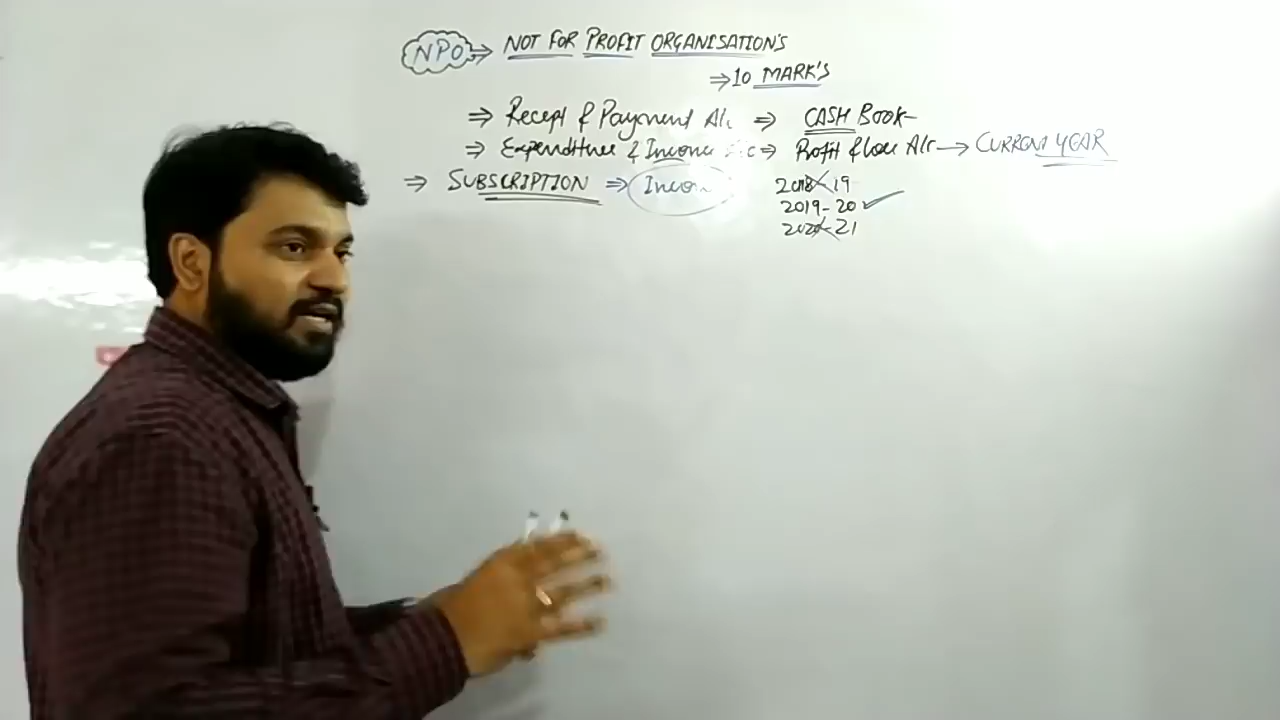 NPO ⇒ NOT FOR PROFIT ORGANISATION'S
⇒ 10 MARK'S
⇒ Recept & Payment A/c ⇒ CASH Book
⇒ Expenditure & Income A/c ⇒ Profit & Loss A/c → CURRENT YEAR
⇒ SUBSCRIPTION ⇒ Income 2018-19
2019-20 ✓
2020-21